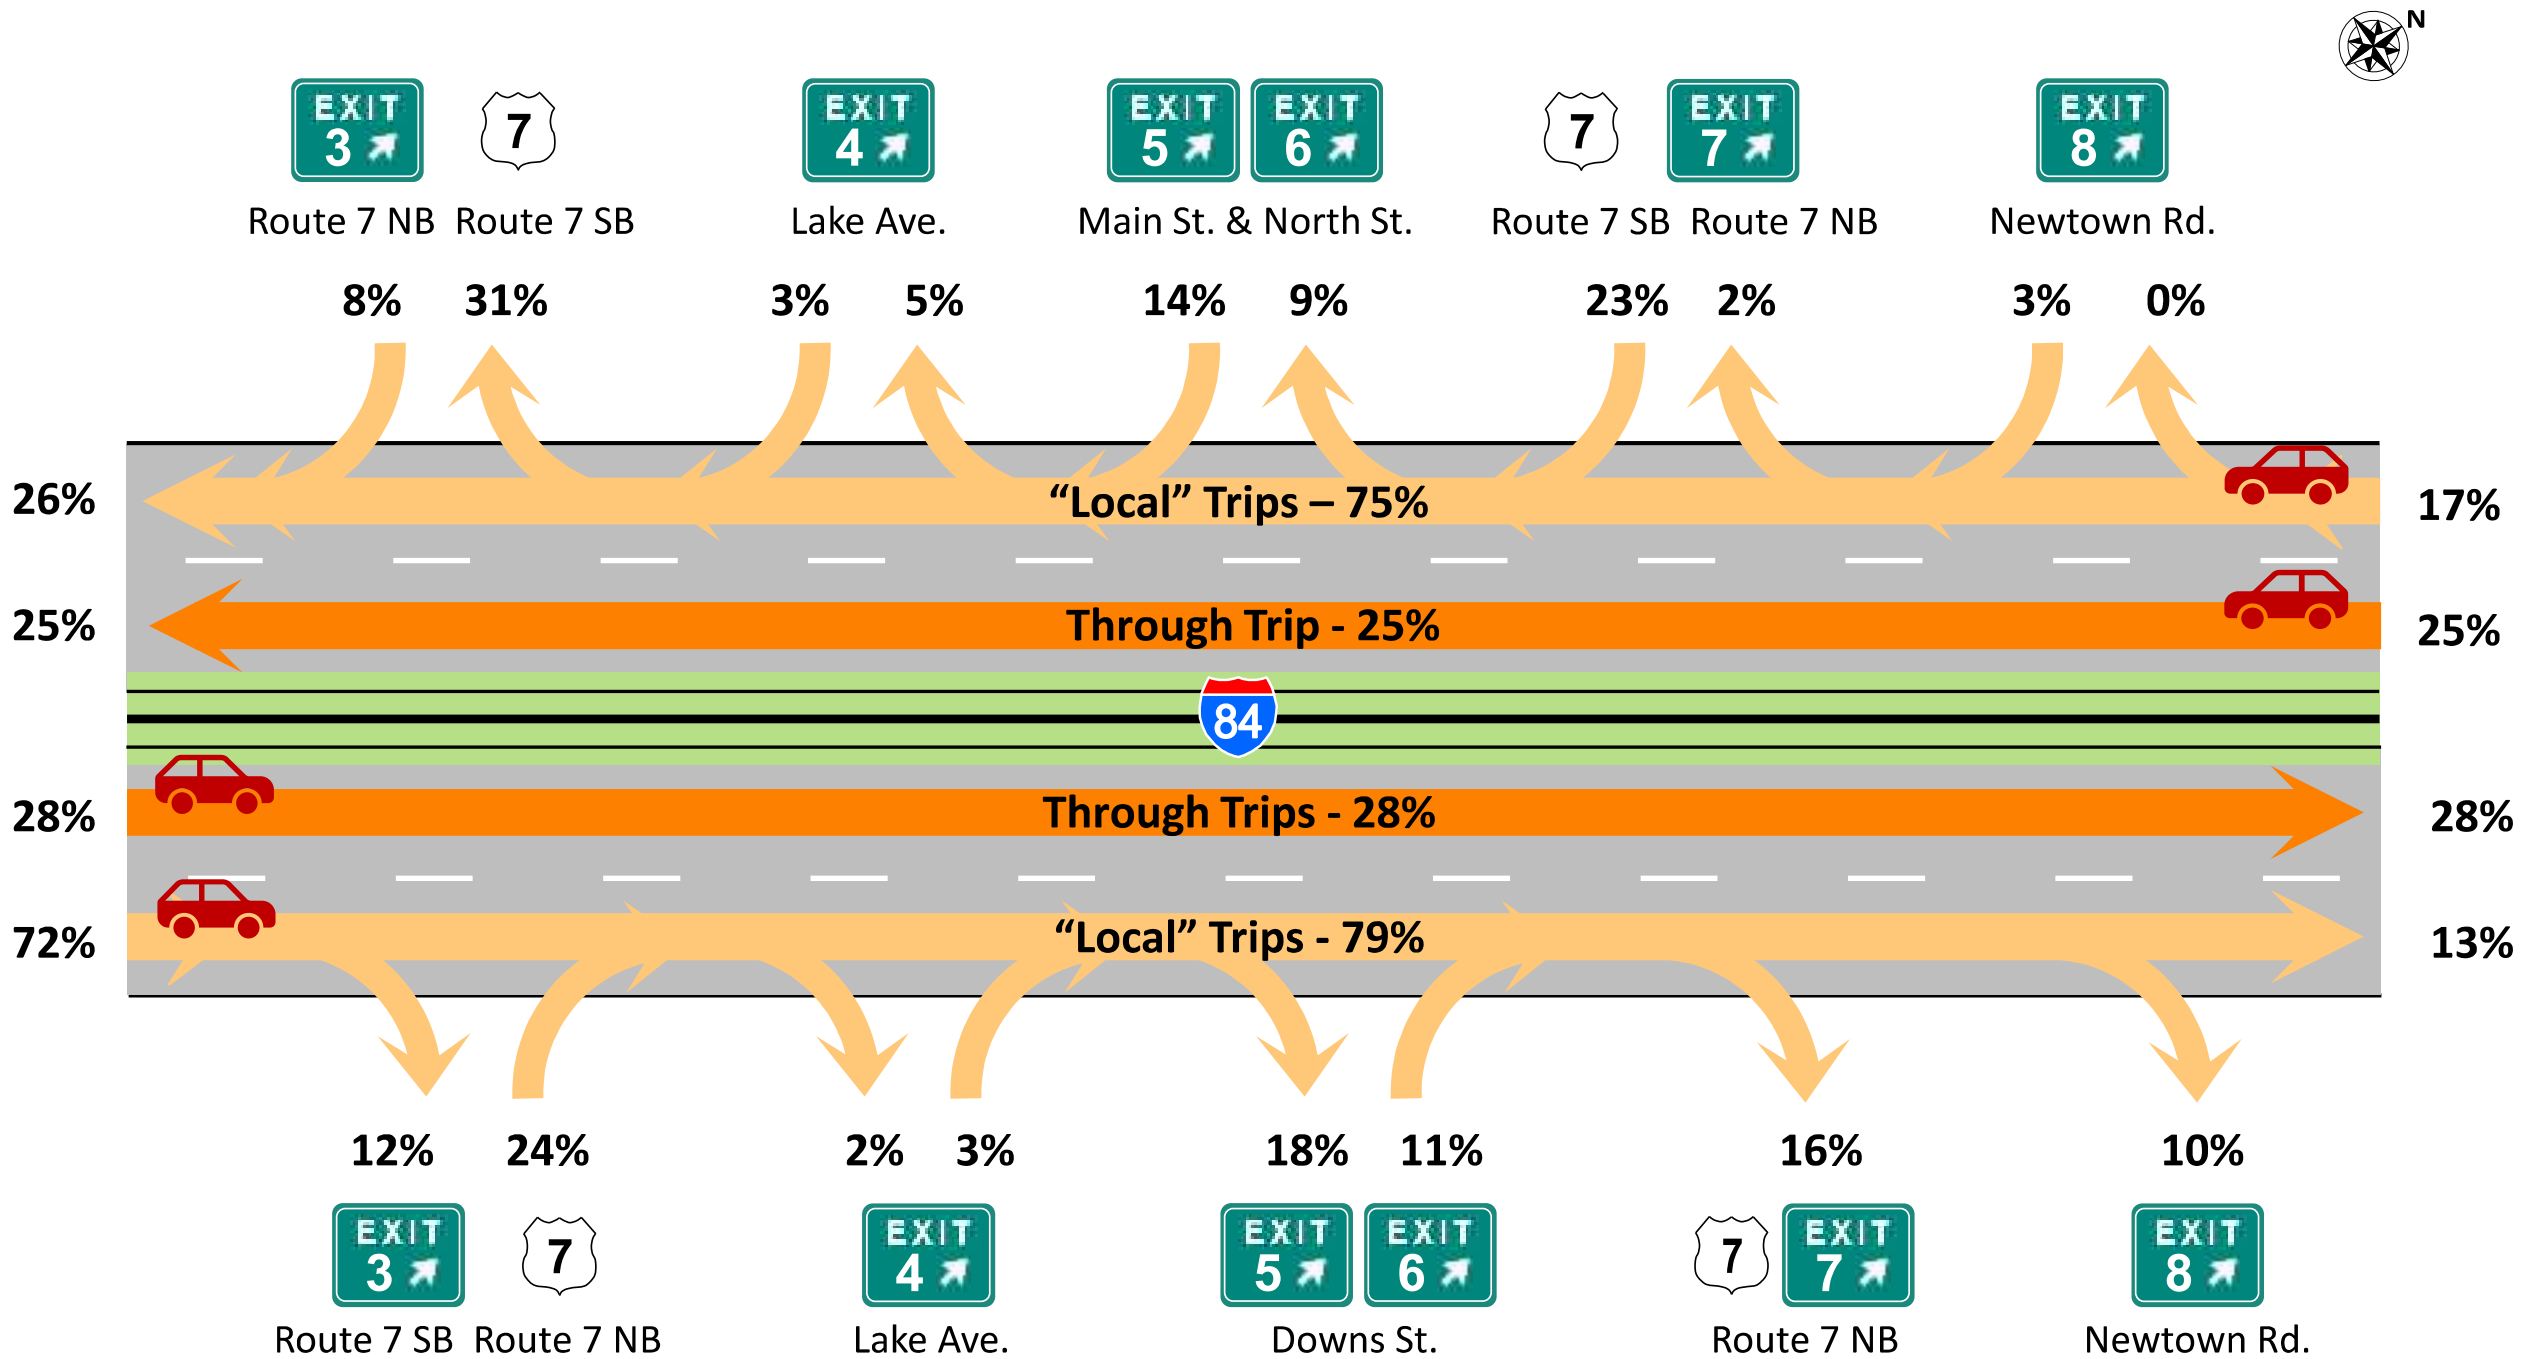 N
EXIT 3
7
EXIT 4
EXIT 5
EXIT 6
7
EXIT 7
EXIT 8
Route 7 NB Route 7 SB
Lake Ave.
Main St. & North St.
Route 7 SB Route 7 NB
Newtown Rd.
8% 31% 3% 5% 14% 9% 23% 2% 3% 0%
26% “Local” Trips – 75% 17%
25% Through Trip - 25% 25%
84
28% Through Trips - 28% 28%
72% “Local” Trips - 79% 13%
12% 24% 2% 3% 18% 11% 16% 10%
EXIT 3
7
EXIT 4
EXIT 5
EXIT 6
7
EXIT 7
EXIT 8
Route 7 SB Route 7 NB
Lake Ave.
Downs St.
Route 7 NB
Newtown Rd.